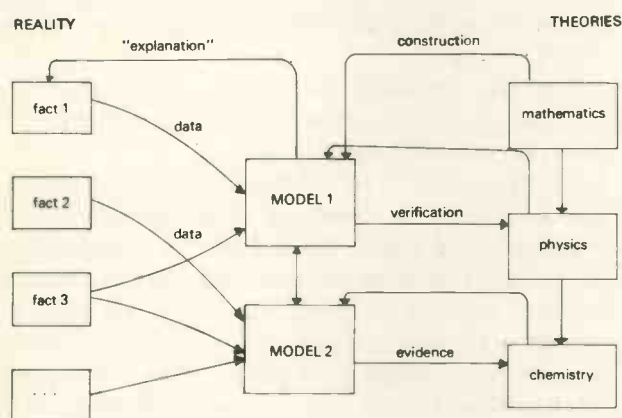 REALITY
THEORIES
"explanation"
construction
fact 1
data
mathematics
fact 2
MODEL 1
verification
data
physics
fact 3
MODEL 2
evidence
chemistry
...